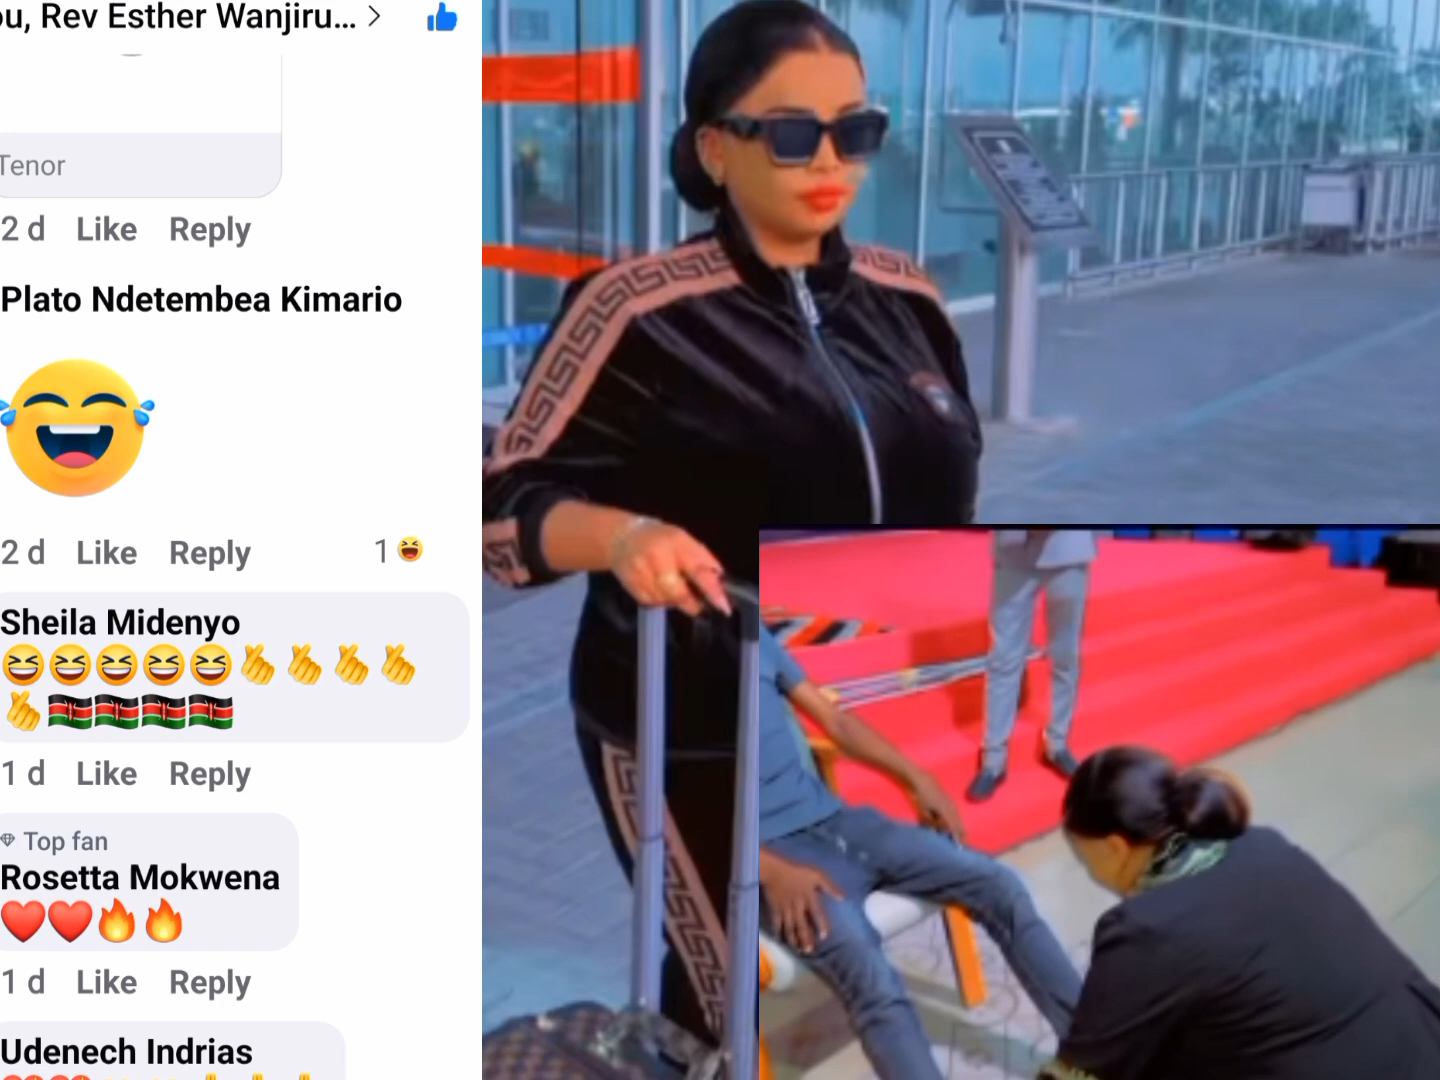 ou, Rev Esther Wanjiru...
Tenor
2 d Like Reply
Plato Ndetembea Kimario
2 d Like Reply 1
Sheila Midenyo
1 d Like Reply
Top fan
Rosetta Mokwena
1 d Like Reply
Udenech Indrias